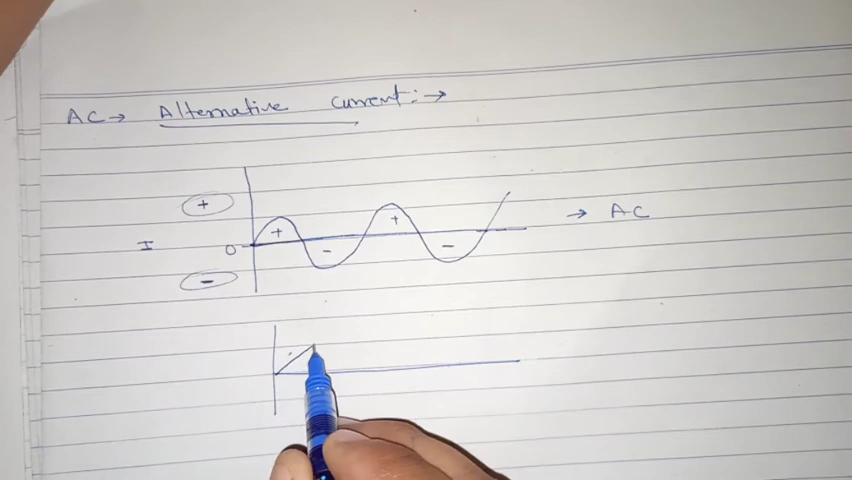 AC→ Alternative Current:→
+
+ + → AC
I 0
- -
-